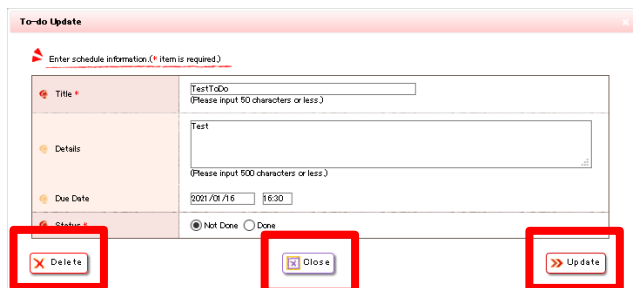 To-do Update
Enter schedule information.(* item is required.)
Title *
TestToDo
(Please input 50 characters or less.)
Details
Test
(Please input 500 characters or less.)
Due Date
2021/01/16 16:30
Status *
Not Done Done
Delete Close Update